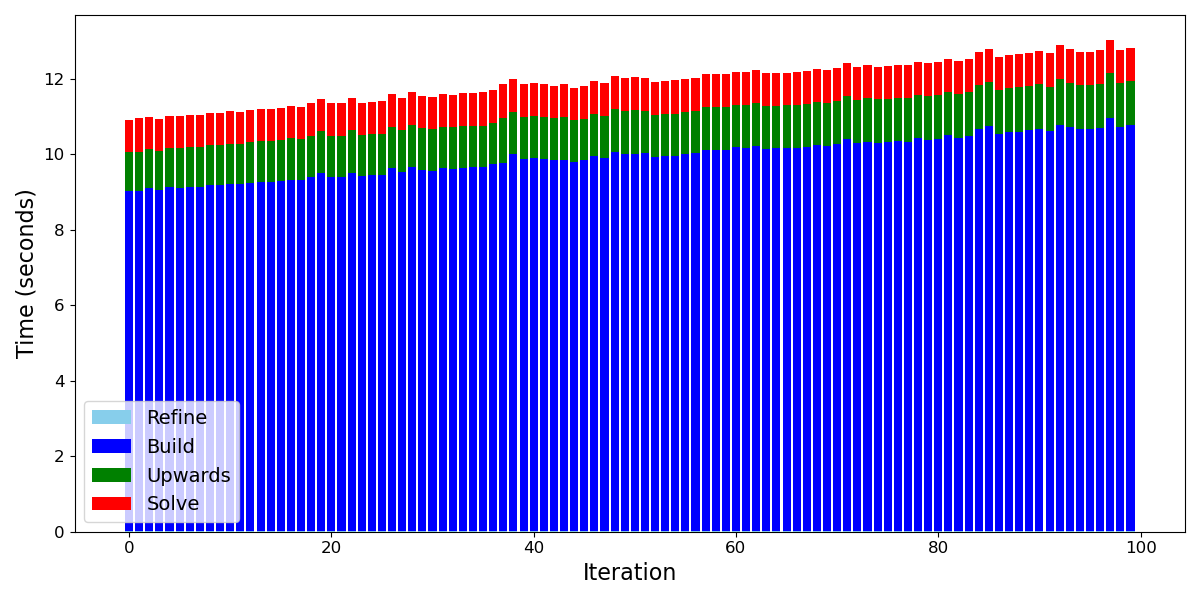 12
10
8
6
4
2
0
Time (seconds)
Refine
Build
Upwards
Solve
0 20 40 60 80 100
Iteration